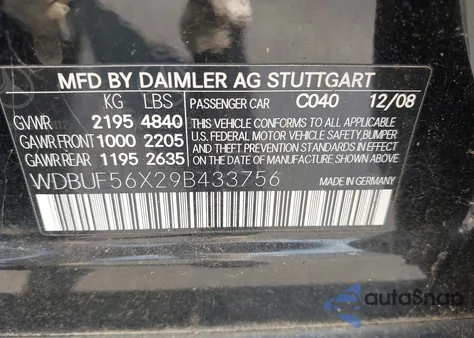 MFD BY DAIMLER AG STUTTGART
KG LBS PASSENGER CAR C040 12/08
GVWR 2195 4840 THIS VEHICLE CONFORMS TO ALL APPLICABLE
GAWR FRONT 1000 2205 U.S. FEDERAL MOTOR VEHICLE SAFETY, BUMPER
GAWR REAR 1195 2635 AND THEFT PREVENTION STANDARDS IN EFFECT
ON THE DATE OF MANUFACTURE SHOWN ABOVE.
WDBUF56X29B433756 MADE IN GERMANY
autoSnap